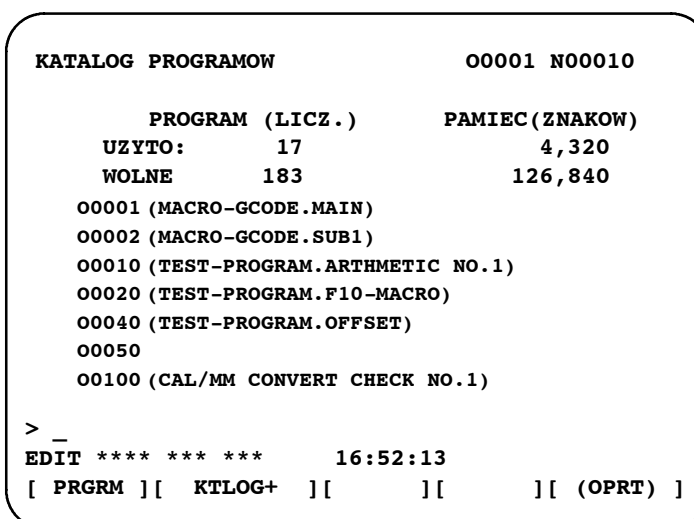 KATALOG PROGRAMOW O0001 N00010
PROGRAM (LICZ.) PAMIEC(ZNAKOW)
UZYTO: 17 4,320
WOLNE 183 126,840
O0001 (MACRO-GCODE.MAIN)
O0002 (MACRO-GCODE.SUB1)
O0010 (TEST-PROGRAM.ARTHMETIC NO.1)
O0020 (TEST-PROGRAM.F10-MACRO)
O0040 (TEST-PROGRAM.OFFSET)
O0050
O0100 (CAL/MM CONVERT CHECK NO.1)
> _
EDIT **** *** *** 16:52:13
[ PRGRM ][ KTLOG+ ][ ][ ][ (OPRT) ]